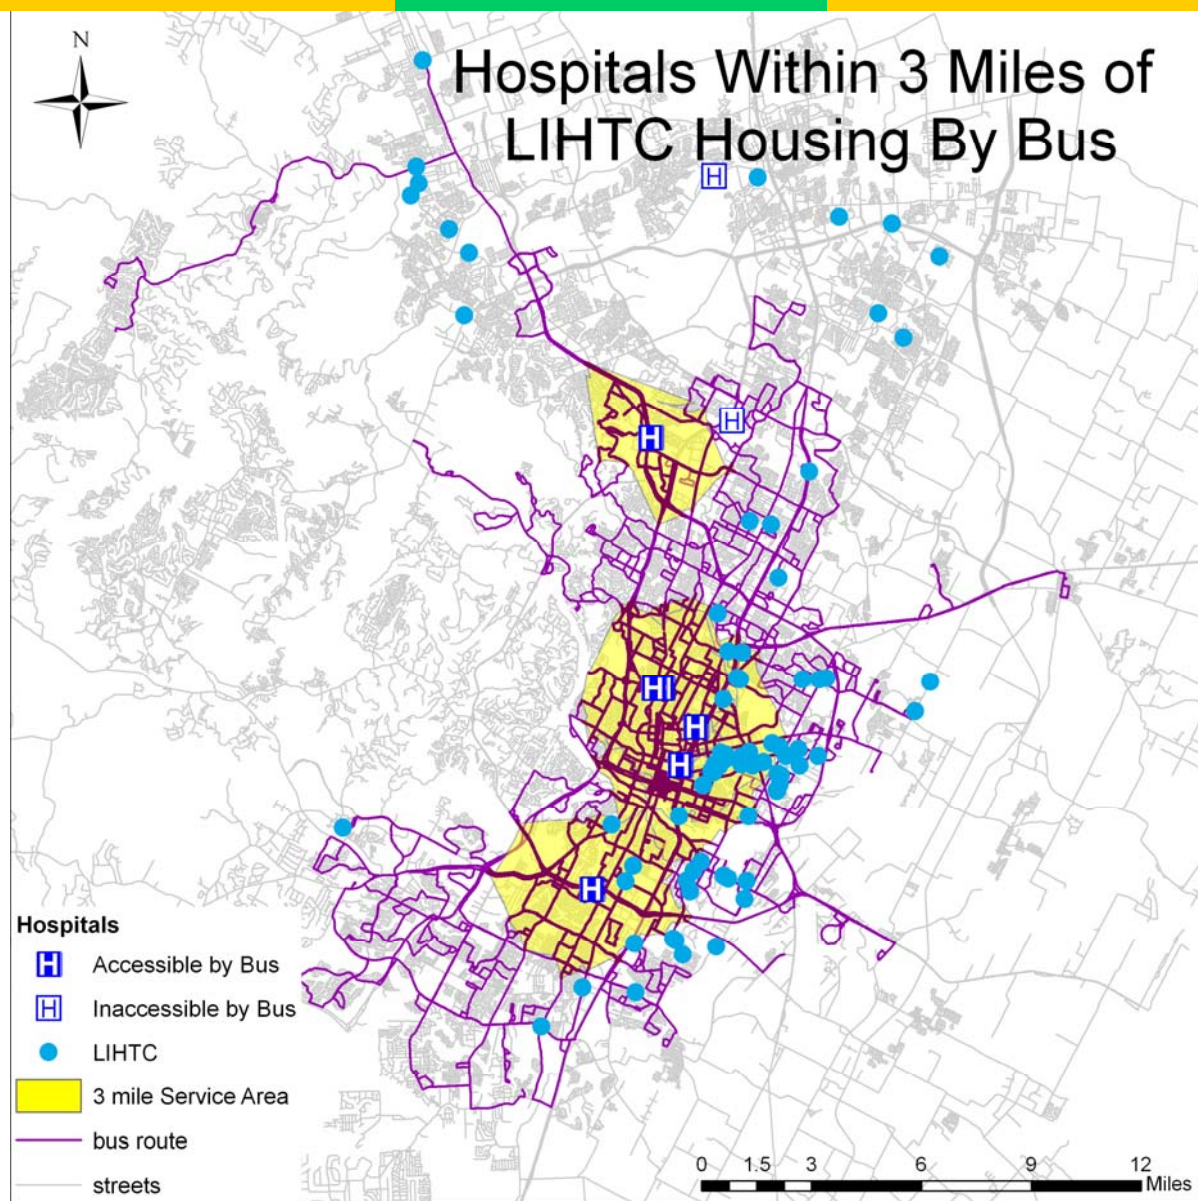 N
Hospitals Within 3 Miles of
LIHTC Housing By Bus
H
H
H
HI
H
H
H
Hospitals
H Accessible by Bus
H Inaccessible by Bus
LIHTC
3 mile Service Area
bus route
streets
0 1.5 3 6 9 12
Miles